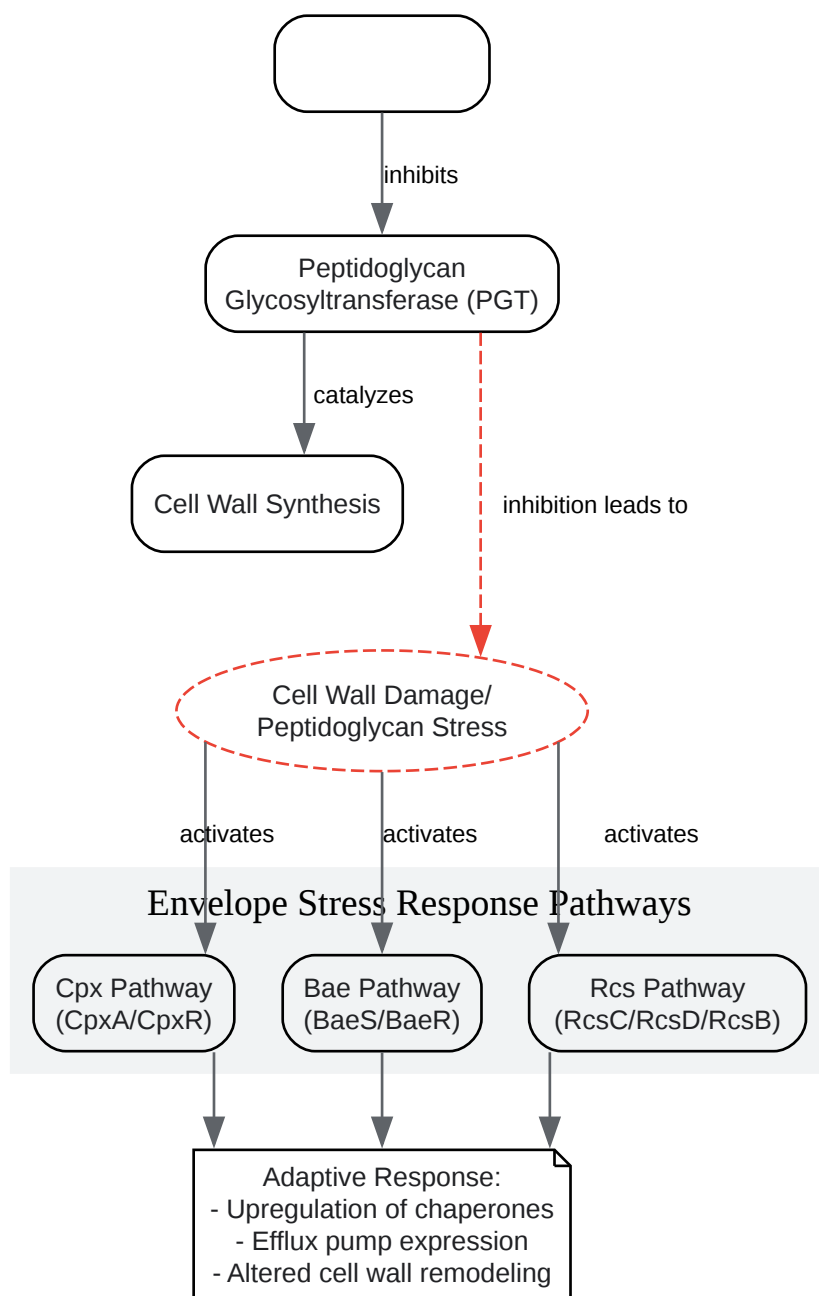 inhibits
Peptidoglycan
Glycosyltransferase (PGT)
catalyzes
Cell Wall Synthesis
inhibition leads to
Cell Wall Damage/
Peptidoglycan Stress
activates
activates
activates
Envelope Stress Response Pathways
Cpx Pathway
(CpxA/CpxR)
Bae Pathway
(BaeS/BaeR)
Rcs Pathway
(RcsC/RcsD/RcsB)
Adaptive Response:
- Upregulation of chaperones
- Efflux pump expression
- Altered cell wall remodeling